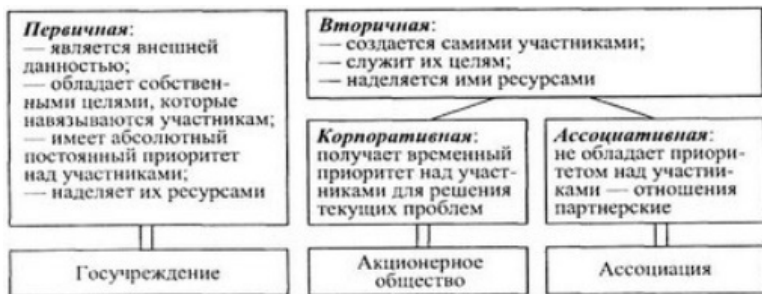 Первичная:
— является внешней
данностью;
— обладает собствен-
ными целями, которые
навязываются участникам;
— имеет абсолютный
постоянный приоритет
над участниками;
— наделяет их ресурсами
Вторичная:
— создается самими участниками;
— служит их целям;
— наделяется ими ресурсами
Корпоративная:
получает временный
приоритет над участ-
никами для решения
текущих проблем
Ассоциативная:
не обладает приори-
тетом над участни-
ками — отношения
партнерские
Госучреждение
Акционерное
общество
Ассоциация